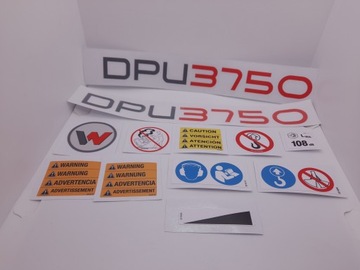 DPU3750
DPU3750
CAUTION
VORSICHT
ATENCIÓN
ATTENTION
108
WARNING
WARNUNG
ADVERTENCIA
AVERTISSEMENT
WARNING
WARNUNG
ADVERTENCIA
AVERTISSEMENT